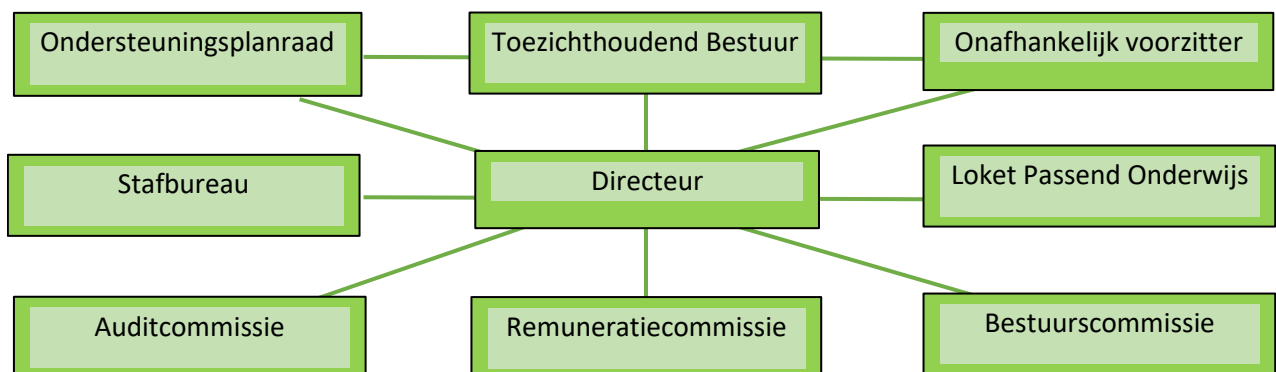 Ondersteuningsplanraad
Toezichthoudend Bestuur
Onafhankelijk voorzitter
Stafbureau
Directeur
Loket Passend Onderwijs
Auditcommissie
Remuneratiecommissie
Bestuurscommissie